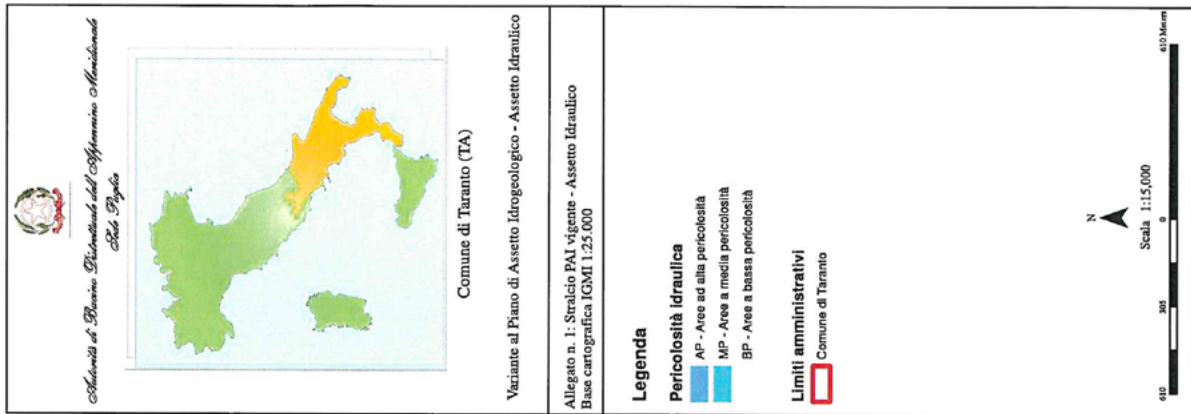 Autorità di Bacino Distrettuale dell'Appennino Meridionale
Sede Puglia
Comune di Taranto (TA)
Variante al Piano di Assetto Idrogeologico - Assetto Idraulico
Allegato n. 1: Stralcio PAI vigente - Assetto Idraulico
Base cartografica IGMI 1:25.000
Legenda
Pericolosità idraulica
AP - Aree ad alta pericolosità
MP - Aree a media pericolosità
BP - Aree a bassa pericolosità
Limiti amministrativi
Comune di Taranto
N
Scala 1:15,000
610 305 0 610 Meters